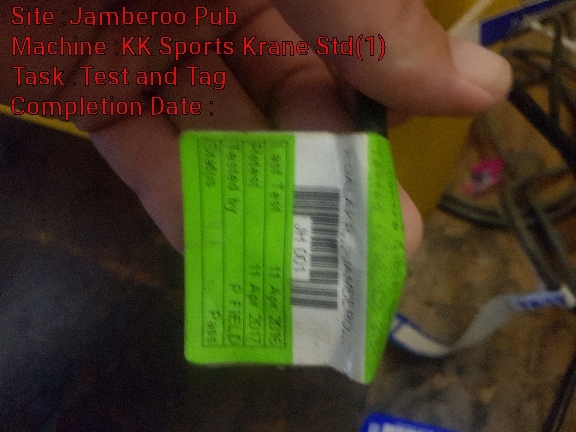 Site :Jamberoo Pub
Machine :KK Sports Krane Std(1)
Task :Test and Tag
Completion Date :
JH 001
Last Test 11 Apr 2016
Retest 11 Apr 2017
Tested by P FIELD
Status Pass